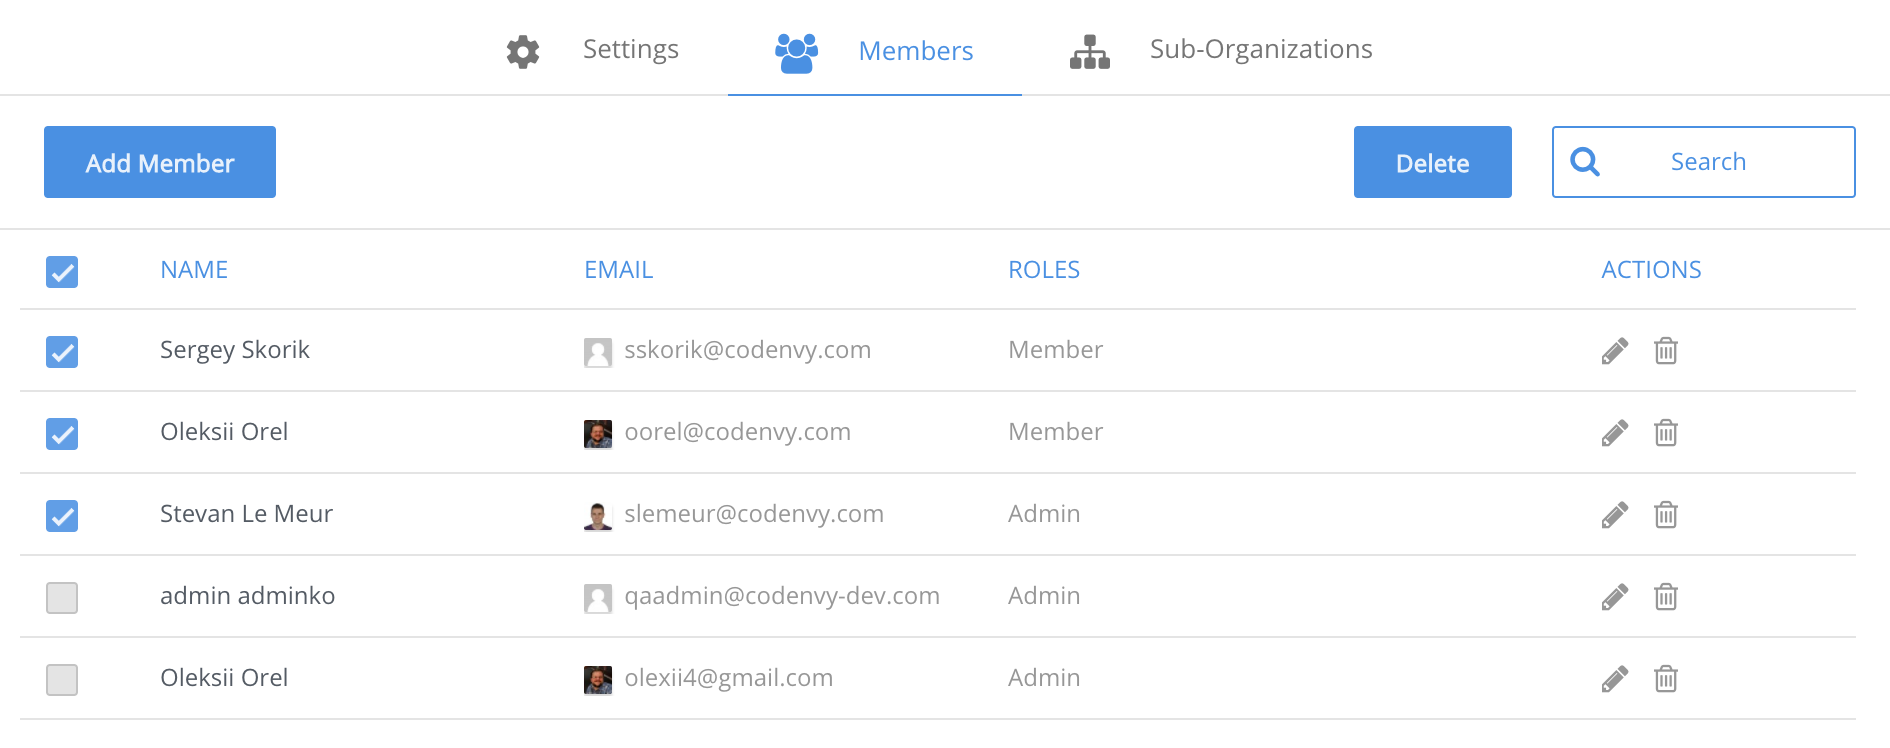 Settings Members Sub-Organizations
Add Member Delete Search
NAME EMAIL ROLES ACTIONS
Sergey Skorik sskorik@codenvy.com Member
Oleksii Orel oorel@codenvy.com Member
Stevan Le Meur slemeur@codenvy.com Admin
admin adminko qaadmin@codenvy-dev.com Admin
Oleksii Orel olexii4@gmail.com Admin